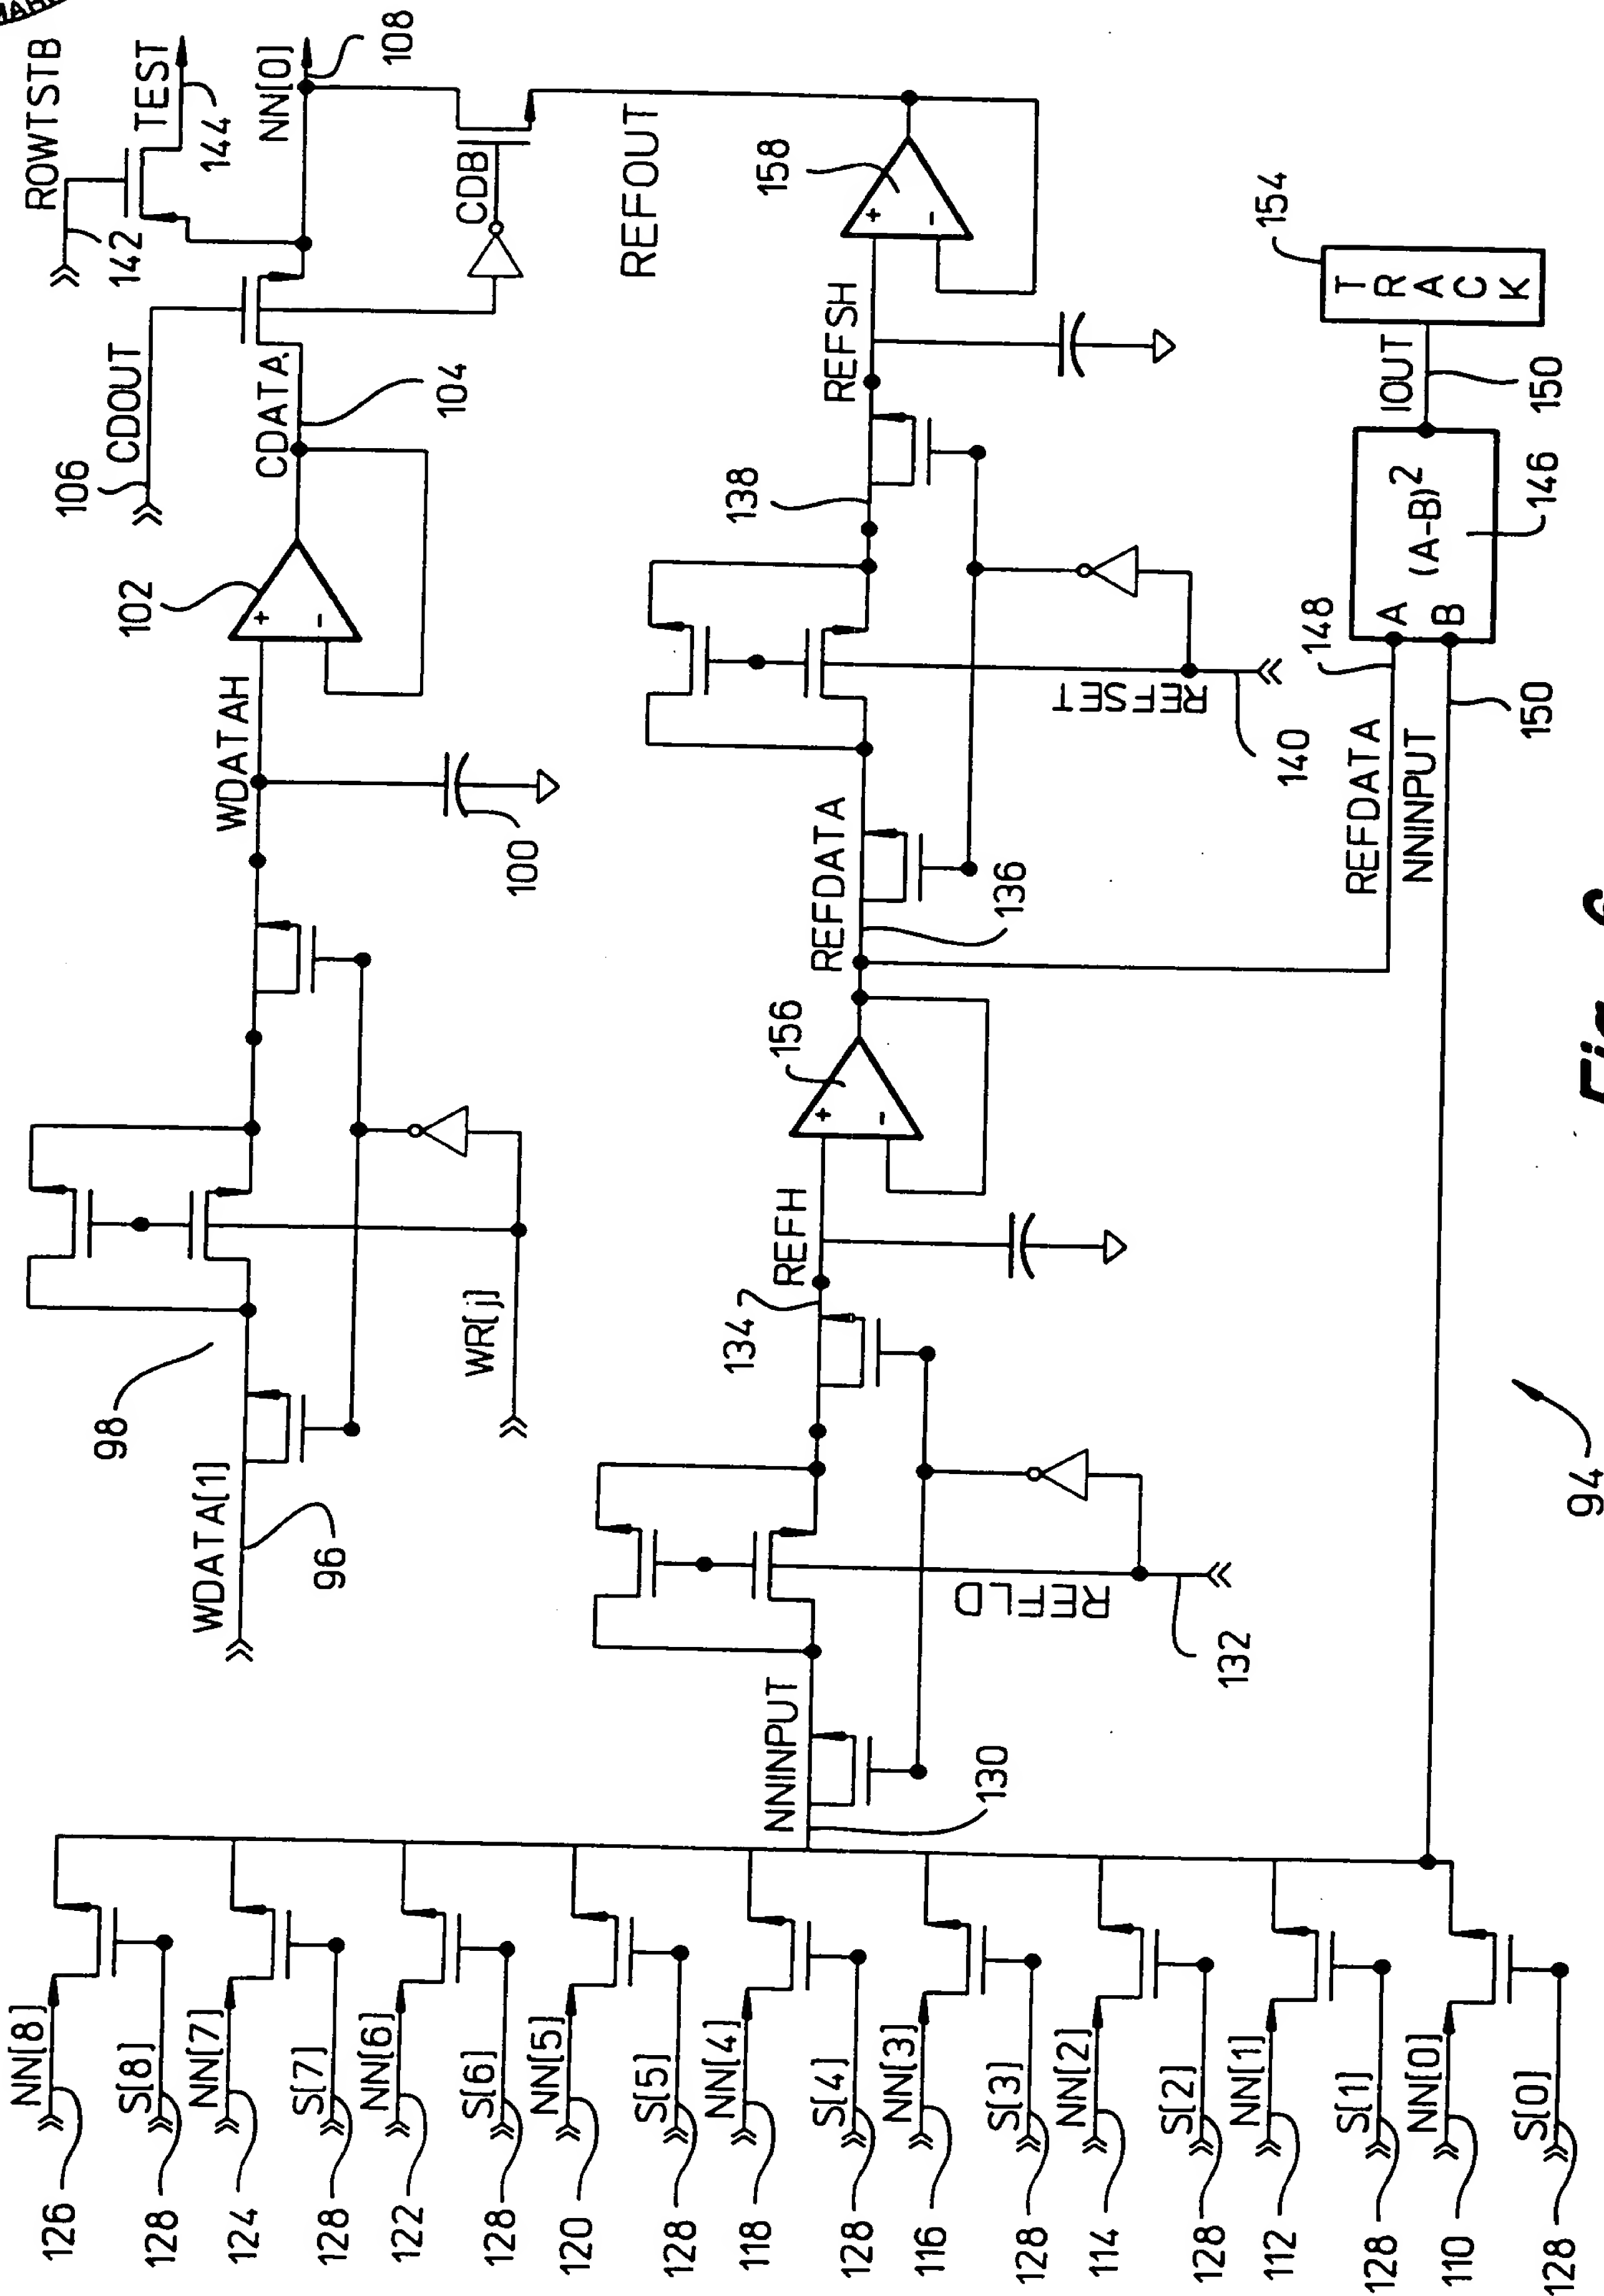 ROWTSTB
142
TEST
144
NN[0]
108
106
CDOUT
CDATA
104
CDB
REFOUT
102
+
-
WDATAH
100
98
WDATA[1]
96
WR[j]
158
+
-
REFSH
138
REFSET
140
REFDATA
136
156
+
-
REFH
134
REFLD
132
NNINPUT
130
154
TRACK
IOUT
150
(A-B)2
146
148
A
B
REFDATA
NNINPUT
150
NN[8]
126
S[8]
128
NN[7]
124
S[7]
128
NN[6]
122
S[6]
128
NN[5]
120
S[5]
128
NN[4]
118
S[4]
128
NN[3]
116
S[3]
128
NN[2]
114
S[2]
128
NN[1]
112
S[1]
128
NN[0]
110
S[0]
128
94